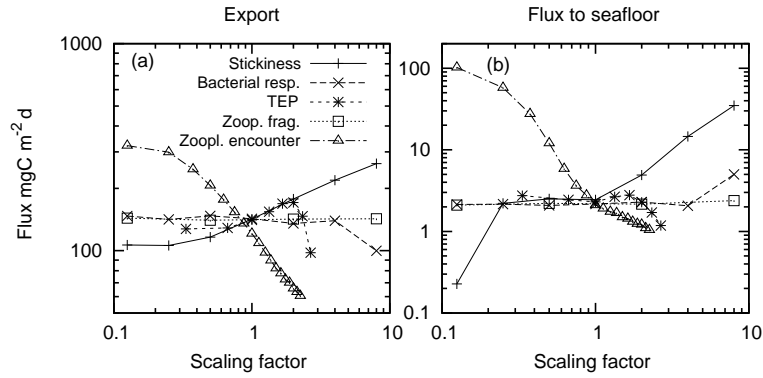 Export
Flux to seafloor
Flux mgC m⁻² d
1000
100
(a)
Stickiness
Bacterial resp.
TEP
Zoop. frag.
Zoopl. encounter
0.1
1
10
Scaling factor
100
10
1
0.1
(b)
0.1
1
10
Scaling factor